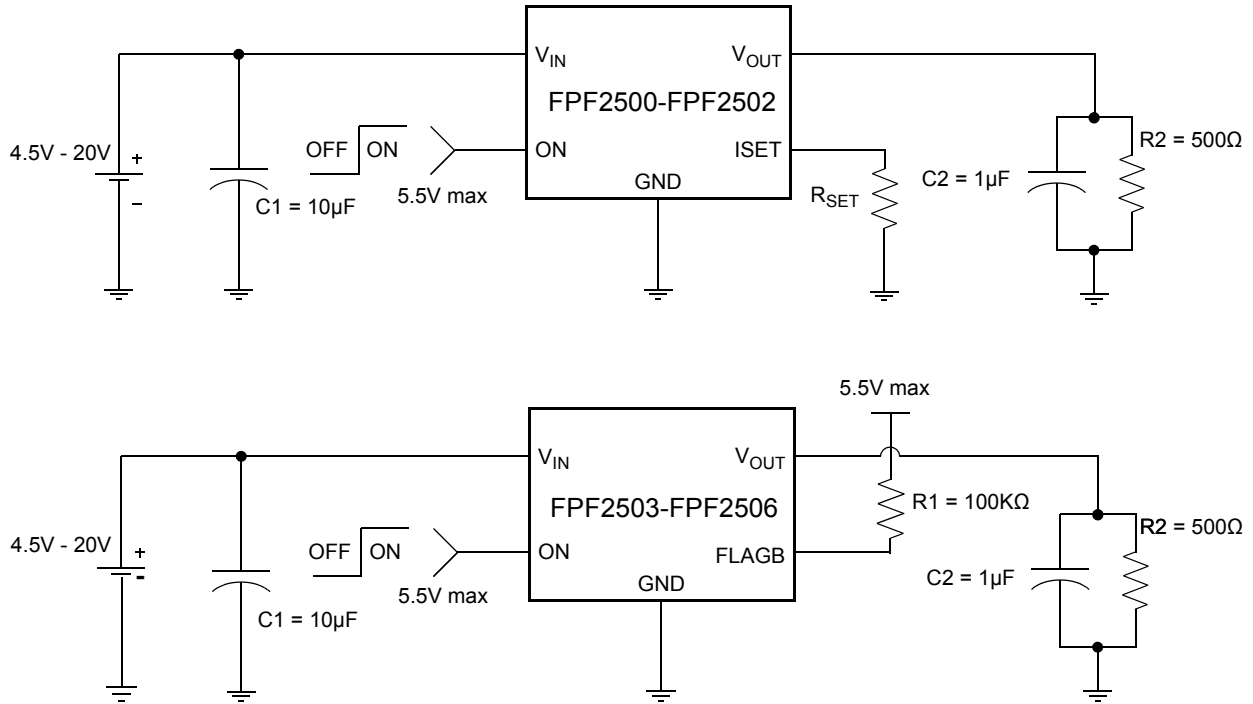 V_IN
V_OUT
FPF2500-FPF2502
4.5V - 20V
+
−
C1 = 10µF
OFF
ON
5.5V max
ON
ISET
GND
R_SET
C2 = 1µF
R2 = 500Ω
5.5V max
V_IN
V_OUT
FPF2503-FPF2506
R1 = 100KΩ
4.5V - 20V
+
-
C1 = 10µF
OFF
ON
5.5V max
ON
FLAGB
GND
C2 = 1µF
R2 = 500Ω